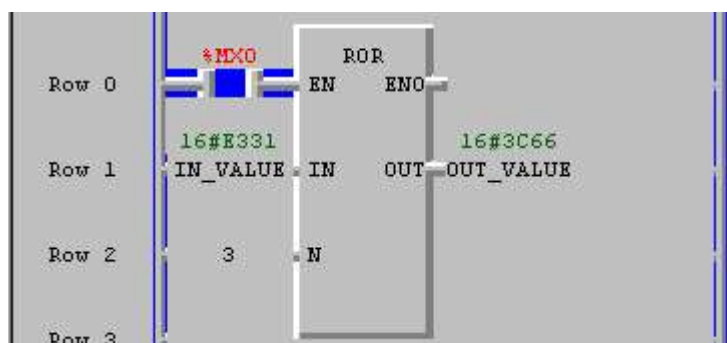 %MX0 ROR
Row 0 EN ENO
16#E331 16#3C66
Row 1 IN_VALUE IN OUT OUT_VALUE
Row 2 3 N
Row 3